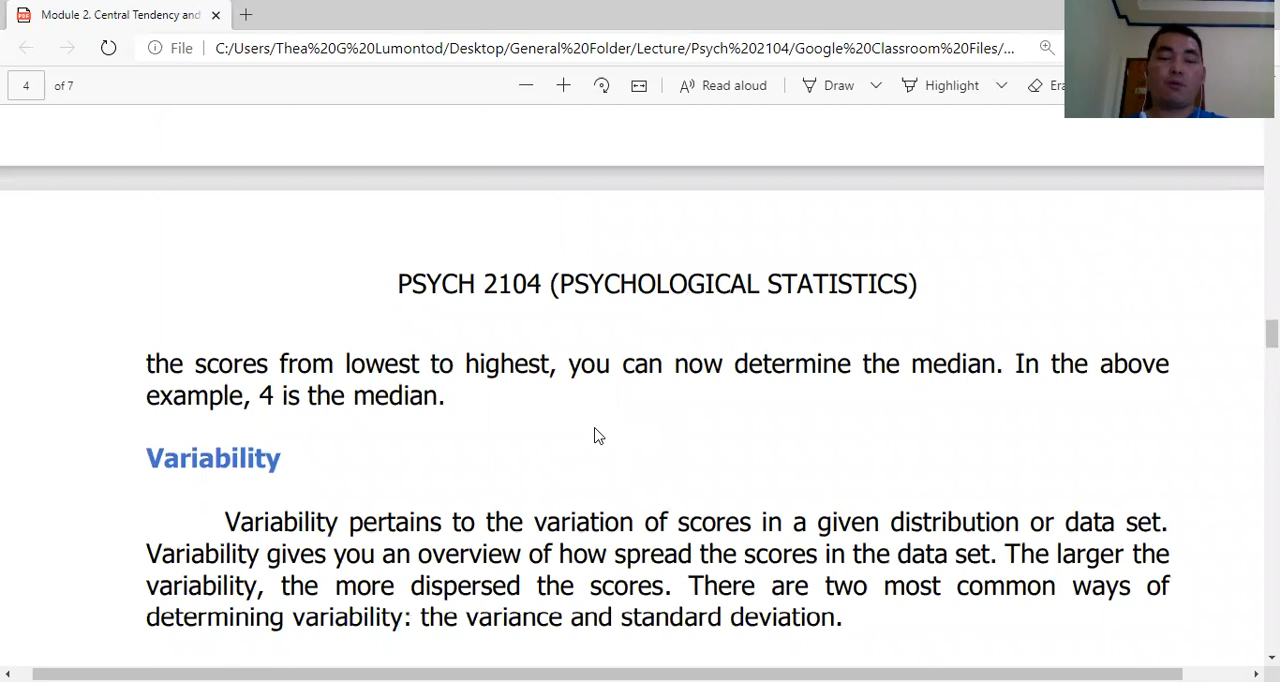 Module 2. Central Tendency and
File
C:/Users/Thea%20G%20Lumontod/Desktop/General%20Folder/Lecture/Psych%202104/Google%20Classroom%20Files/...
4 of 7
Read aloud
Draw
Highlight
Era
PSYCH 2104 (PSYCHOLOGICAL STATISTICS)
the scores from lowest to highest, you can now determine the median. In the above
example, 4 is the median.
Variability
Variability pertains to the variation of scores in a given distribution or data set.
Variability gives you an overview of how spread the scores in the data set. The larger the
variability, the more dispersed the scores. There are two most common ways of
determining variability: the variance and standard deviation.